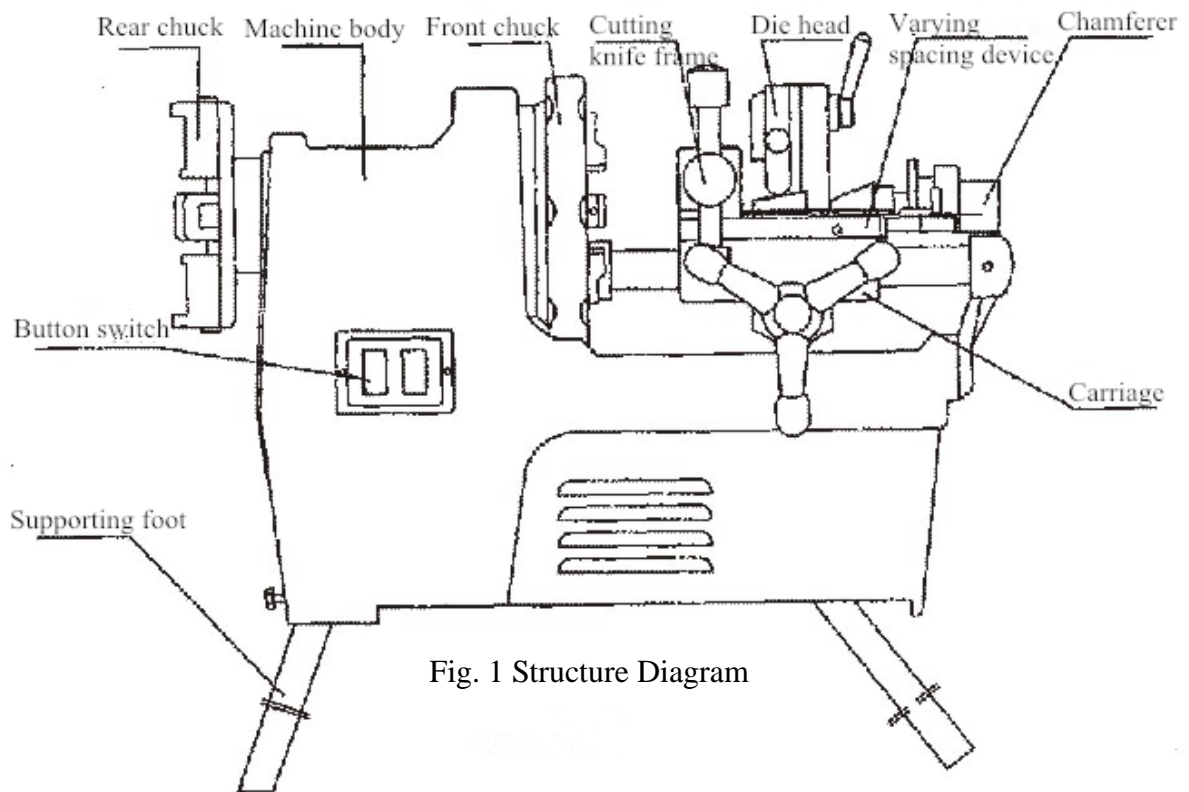 Rear chuck
Machine body
Front chuck
Cutting
knife frame
Die head
Varying
spacing device
Chamferer
Button switch
Carriage
Supporting foot
Fig. 1 Structure Diagram